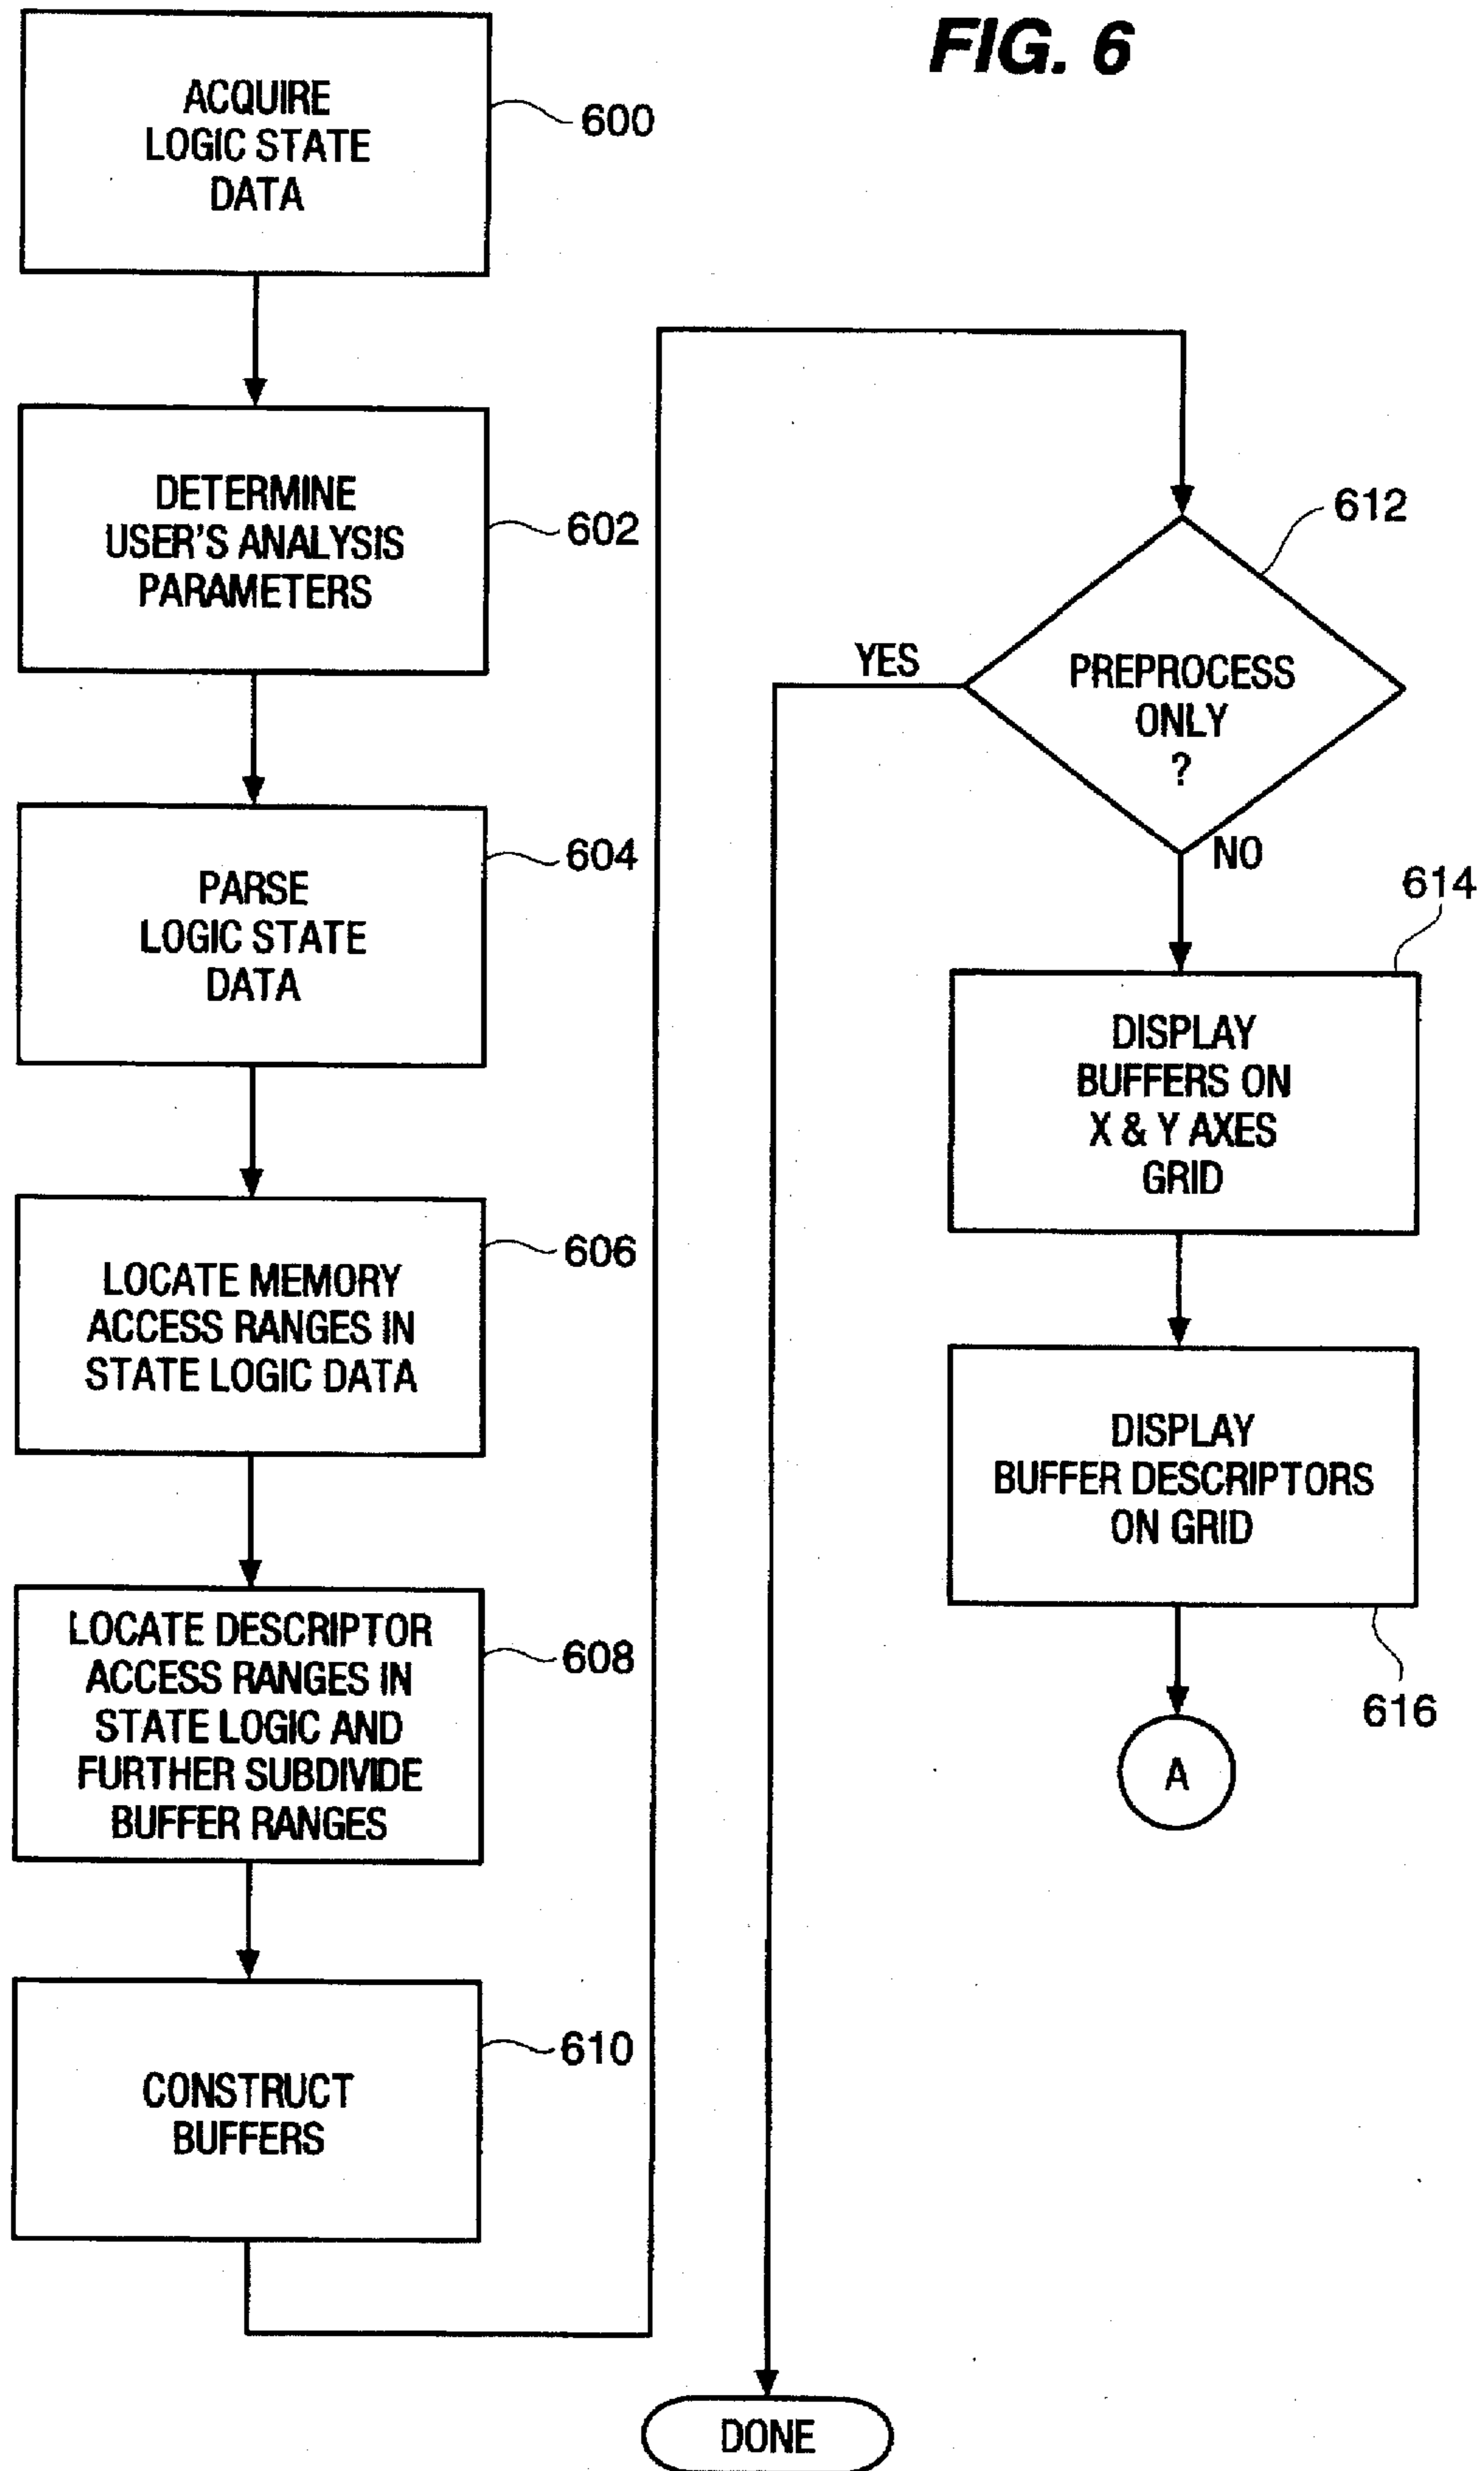 FIG. 6
ACQUIRE
LOGIC STATE
DATA
600
DETERMINE
USER'S ANALYSIS
PARAMETERS
602
PARSE
LOGIC STATE
DATA
604
LOCATE MEMORY
ACCESS RANGES IN
STATE LOGIC DATA
606
LOCATE DESCRIPTOR
ACCESS RANGES IN
STATE LOGIC AND
FURTHER SUBDIVIDE
BUFFER RANGES
608
CONSTRUCT
BUFFERS
610
612
PREPROCESS
ONLY
?
YES
NO
614
DISPLAY
BUFFERS ON
X & Y AXES
GRID
DISPLAY
BUFFER DESCRIPTORS
ON GRID
616
A
DONE